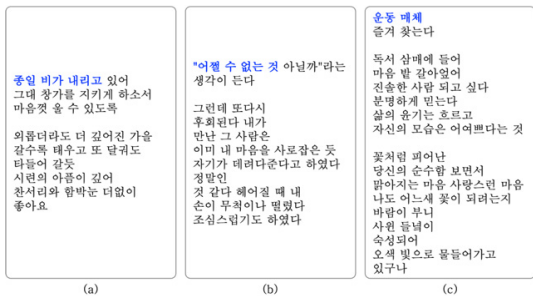 종일 비가 내리고 있어
그대 창가를 지키게 하소서
마음껏 울 수 있도록
외롭더라도 더 깊어진 가을
갈수록 태우고 또 달궈도
타들어 갈듯
시련의 아픔이 깊어
찬서리와 함박눈 더없이
좋아요
(a)
"어쩔 수 없는 것 아닐까"라는
생각이 든다
그런데 또다시
후회된다 내가
만난 그 사람은
이미 내 마음을 사로잡은 듯
자기가 데려다준다고 하였다
정말인
것 같다 헤어질 때 내
손이 무척이나 떨렸다
조심스럽기도 하였다
(b)
운동 매체
즐겨 찾는다
독서 삼매에 들어
마음 밭 갈아엎어
진솔한 사람 되고 싶다
분명하게 믿는다
삶의 윤기는 흐르고
자신의 모습은 어여쁘다는 것
꽃처럼 피어난
당신의 순수함 보면서
맑아지는 마음 사랑스런 마음
나도 어느새 꽃이 되려는지
바람이 부니
사윈 들녘이
숙성되어
오색 빛으로 물들어가고
있구나
(c)